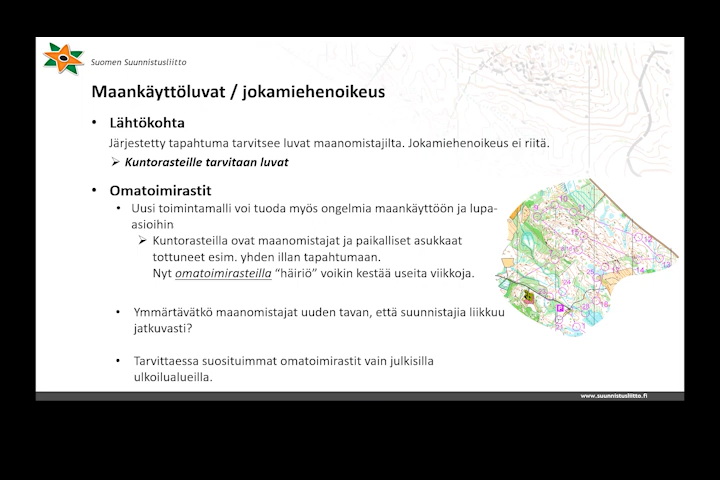 Suomen Suunnistusliitto
Maankäyttöluvat / jokamiehenoikeus
• Lähtökohta
Järjestetty tapahtuma tarvitsee luvat maanomistajilta. Jokamiehenoikeus ei riitä.
➢ Kuntorasteille tarvitaan luvat
• Omatoimirastit
• Uusi toimintamalli voi tuoda myös ongelmia maankäyttöön ja lupa-
asioihin
➢ Kuntorasteilla ovat maanomistajat ja paikalliset asukkaat
tottuneet esim. yhden illan tapahtumaan.
Nyt omatoimirasteilla “häiriö” voikin kestää useita viikkoja.
• Ymmärtävätkö maanomistajat uuden tavan, että suunnistajia liikkuu
jatkuvasti?
• Tarvittaessa suosituimmat omatoimirastit vain julkisilla
ulkoilualueilla.
www.suunnistusliitto.fi